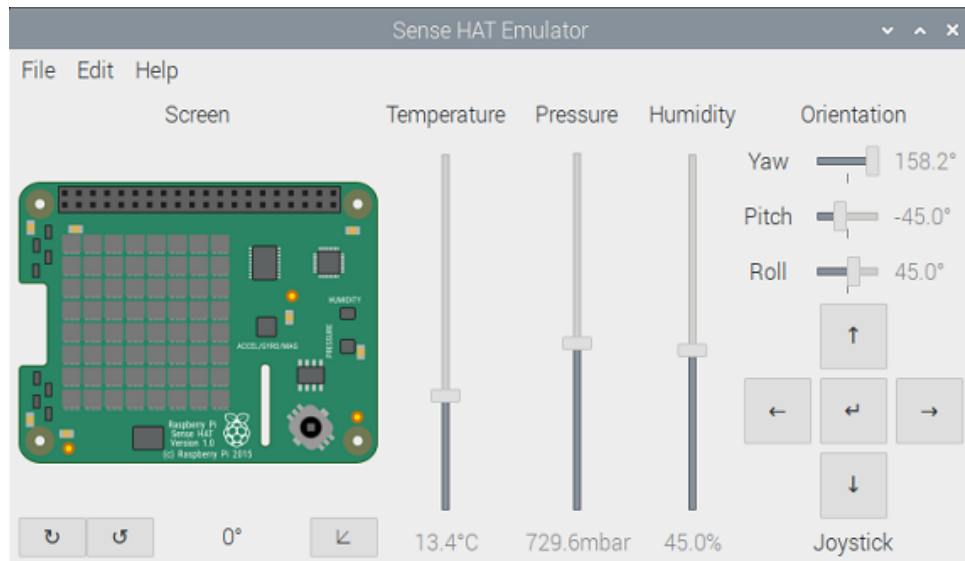 Sense HAT Emulator
File Edit Help
Screen
Temperature
Pressure
Humidity
Orientation
Yaw 158.2°
Pitch -45.0°
Roll 45.0°
HUMIDITY
PRESSURE
ACCEL/GYRO/MAG
Raspberry Pi
Sense HAT
Version 1.0
(c) Raspberry Pi 2015
↑
← ↵ →
↓
↻ ↺ 0°
13.4°C
729.6mbar
45.0%
Joystick